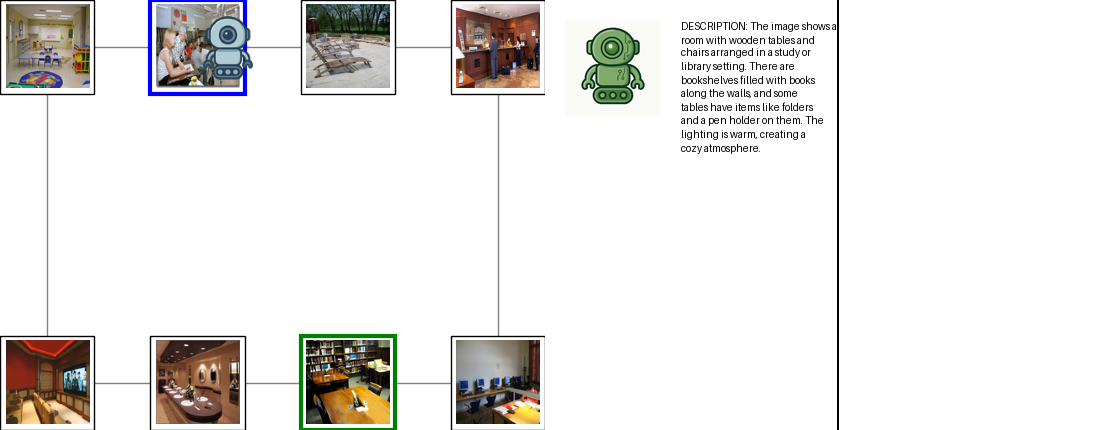 DESCRIPTION: The image shows a
room with wooden tables and
chairs arranged in a study or
library setting. There are
bookshelves filled with books
along the walls, and some
tables have items like folders
and a pen holder on them. The
lighting is warm, creating a
cozy atmosphere.